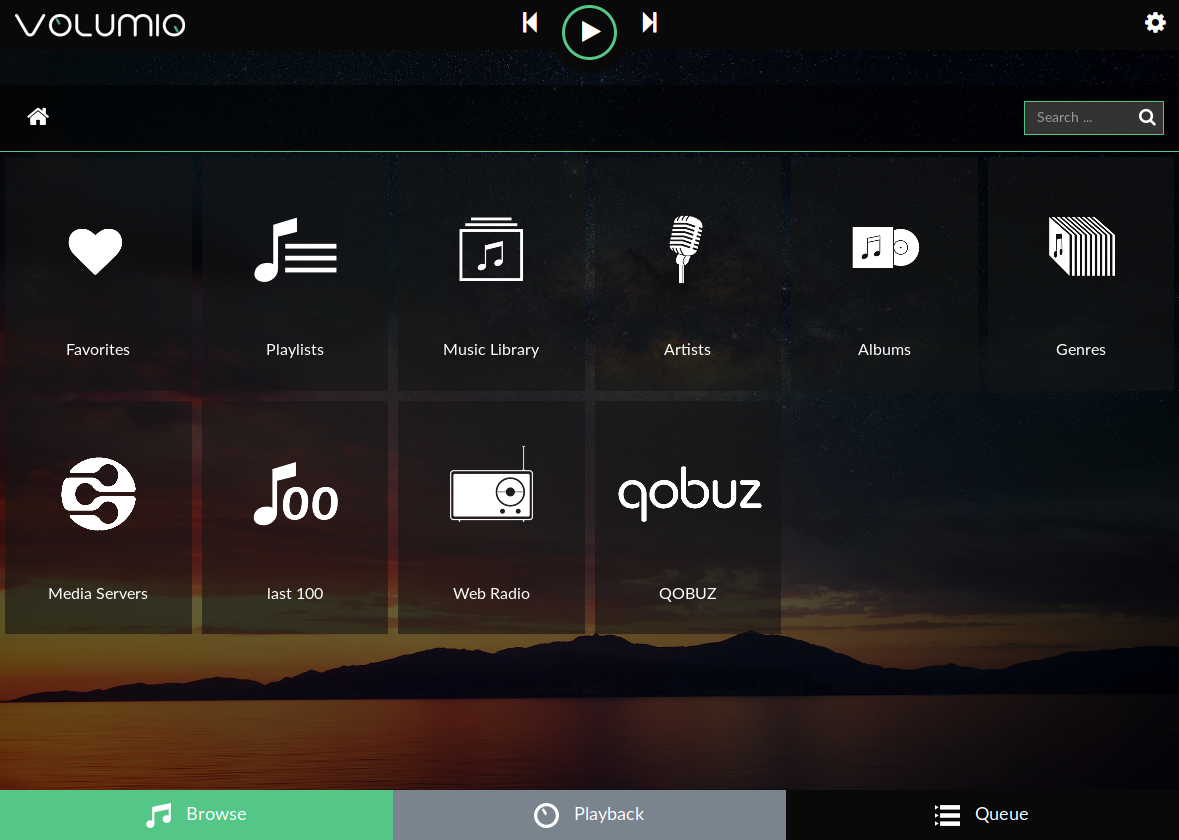 VOLUMIO
Search ...
Favorites
Playlists
Music Library
Artists
Albums
Genres
00
qobuz
Media Servers
last 100
Web Radio
QOBUZ
Browse
Playback
Queue